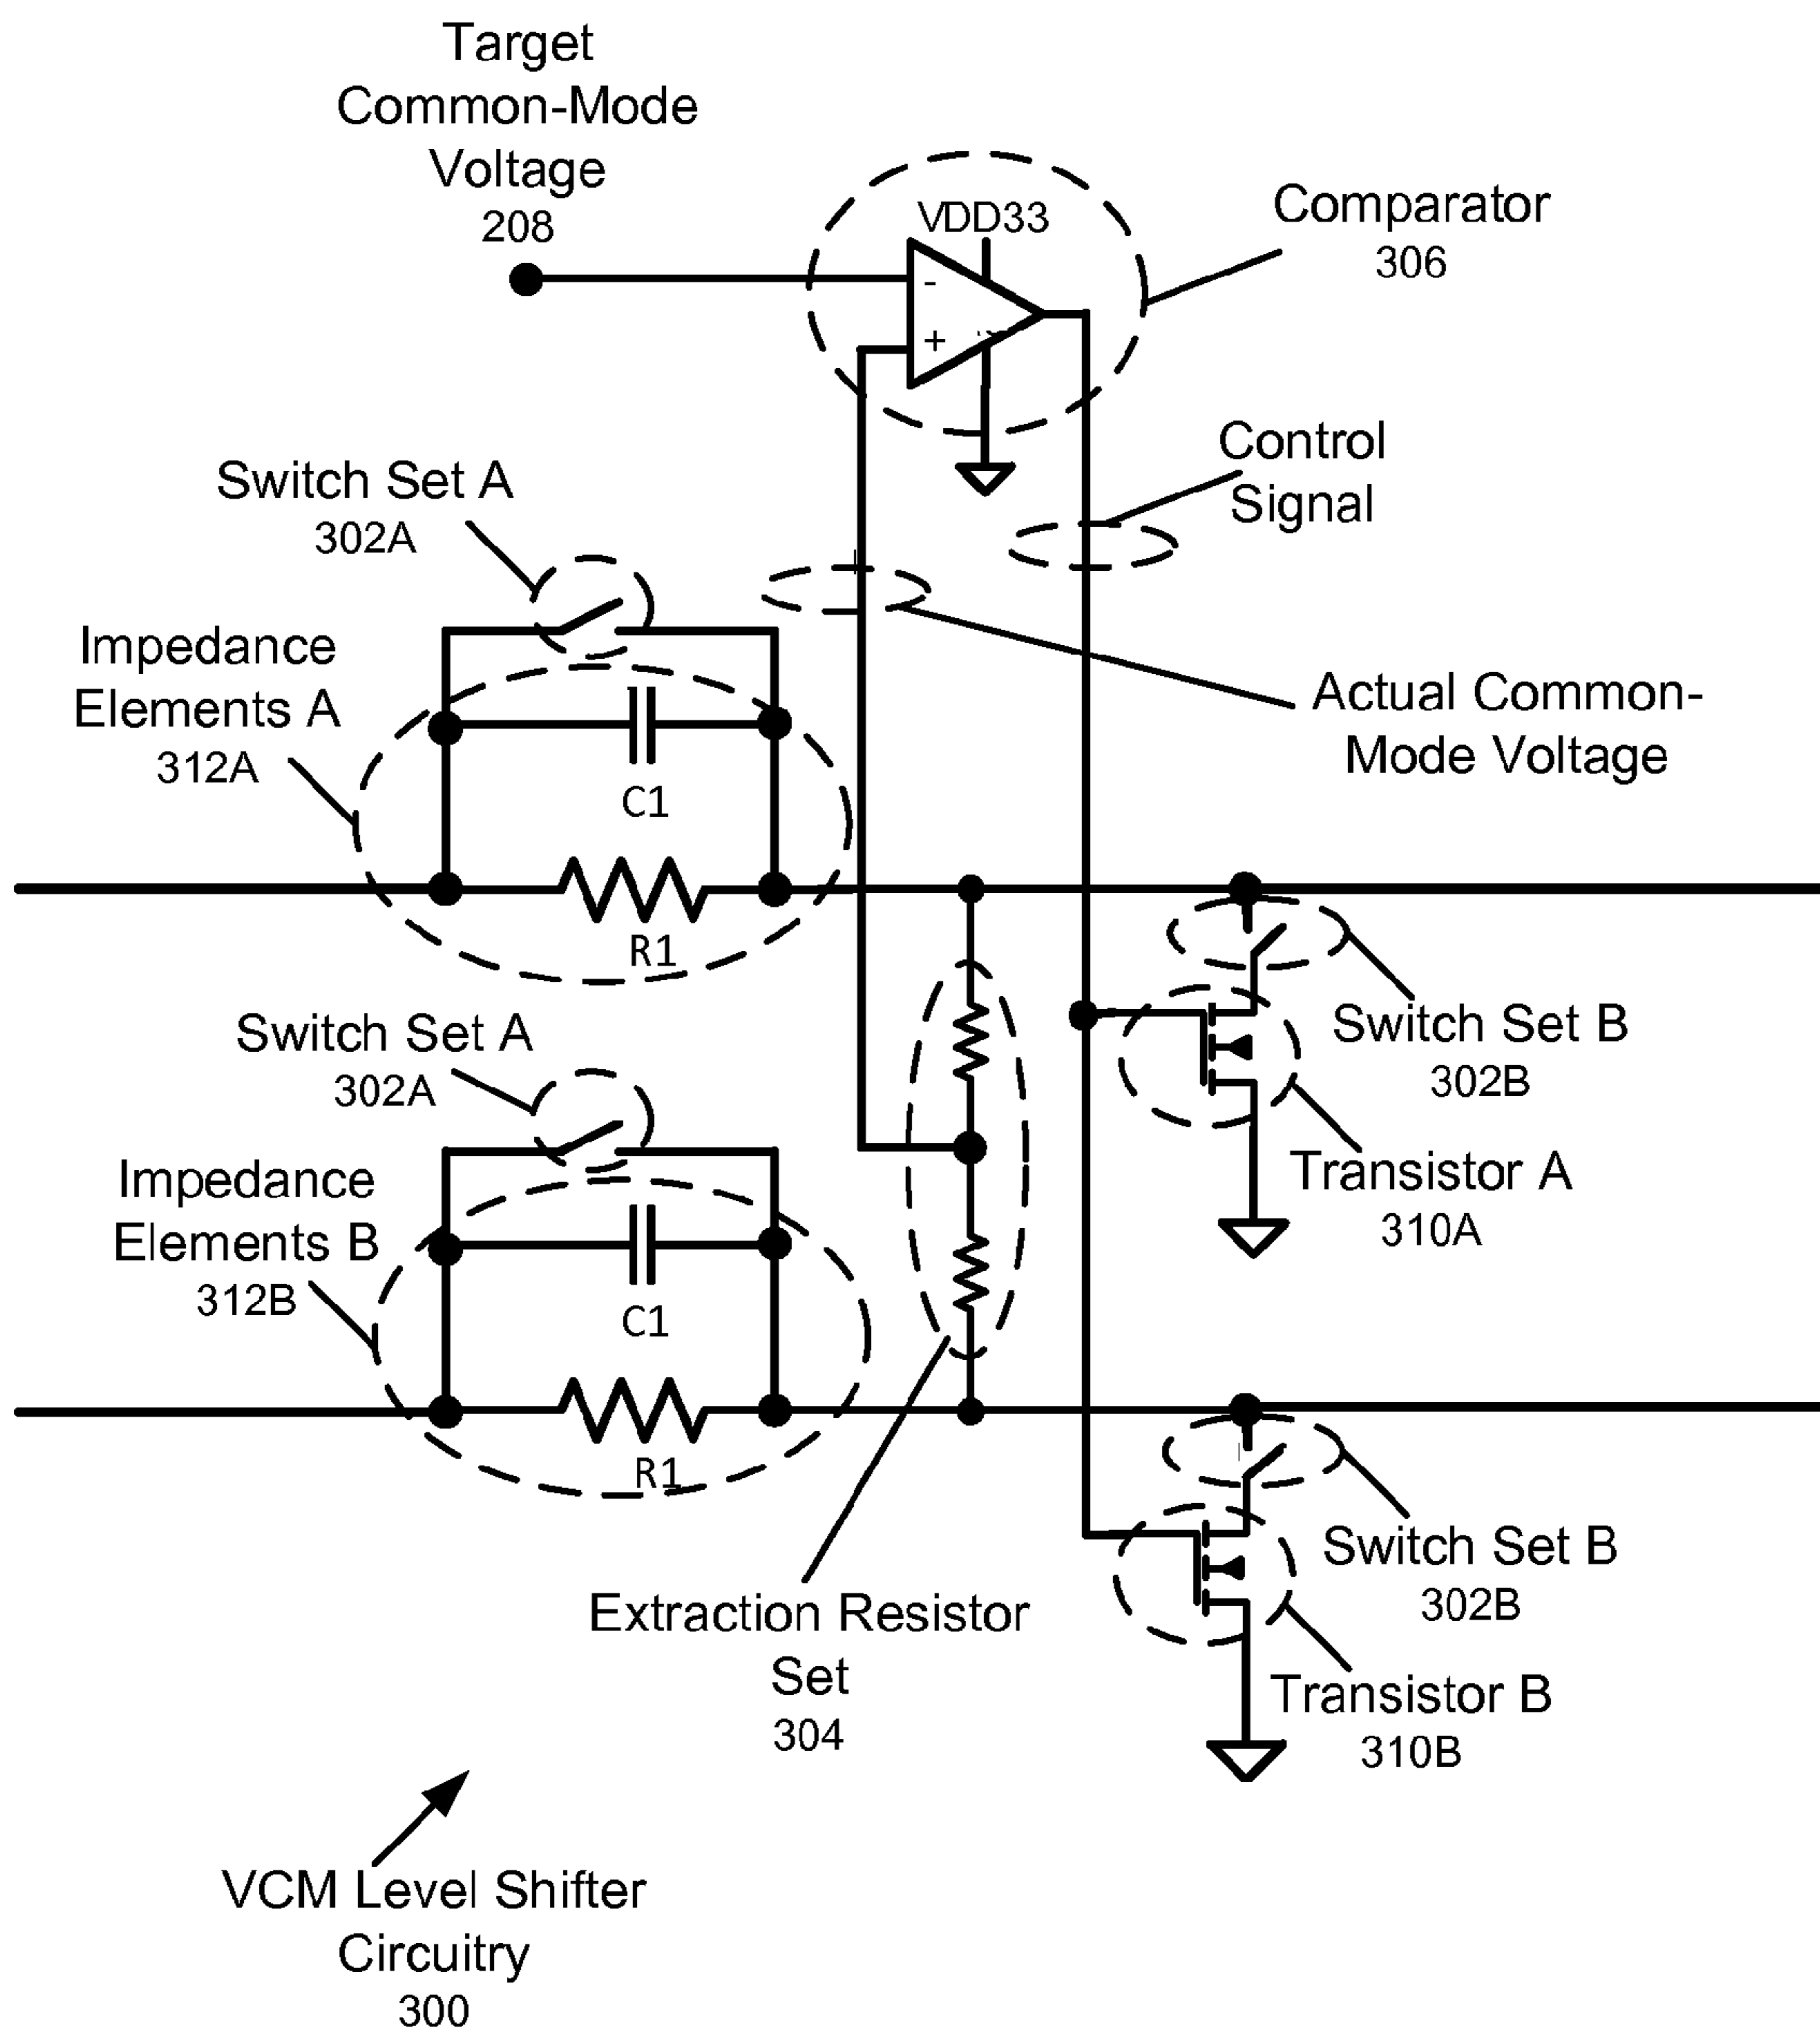 Target
Common-Mode
Voltage
208
VDD33
-
+
Comparator
306
Control
Signal
Switch Set A
302A
Impedance
Elements A
312A
C1
R1
Actual Common-
Mode Voltage
Switch Set A
302A
Switch Set B
302B
Impedance
Elements B
312B
C1
R1
Transistor A
310A
Extraction Resistor
Set
304
Switch Set B
302B
Transistor B
310B
VCM Level Shifter
Circuitry
300